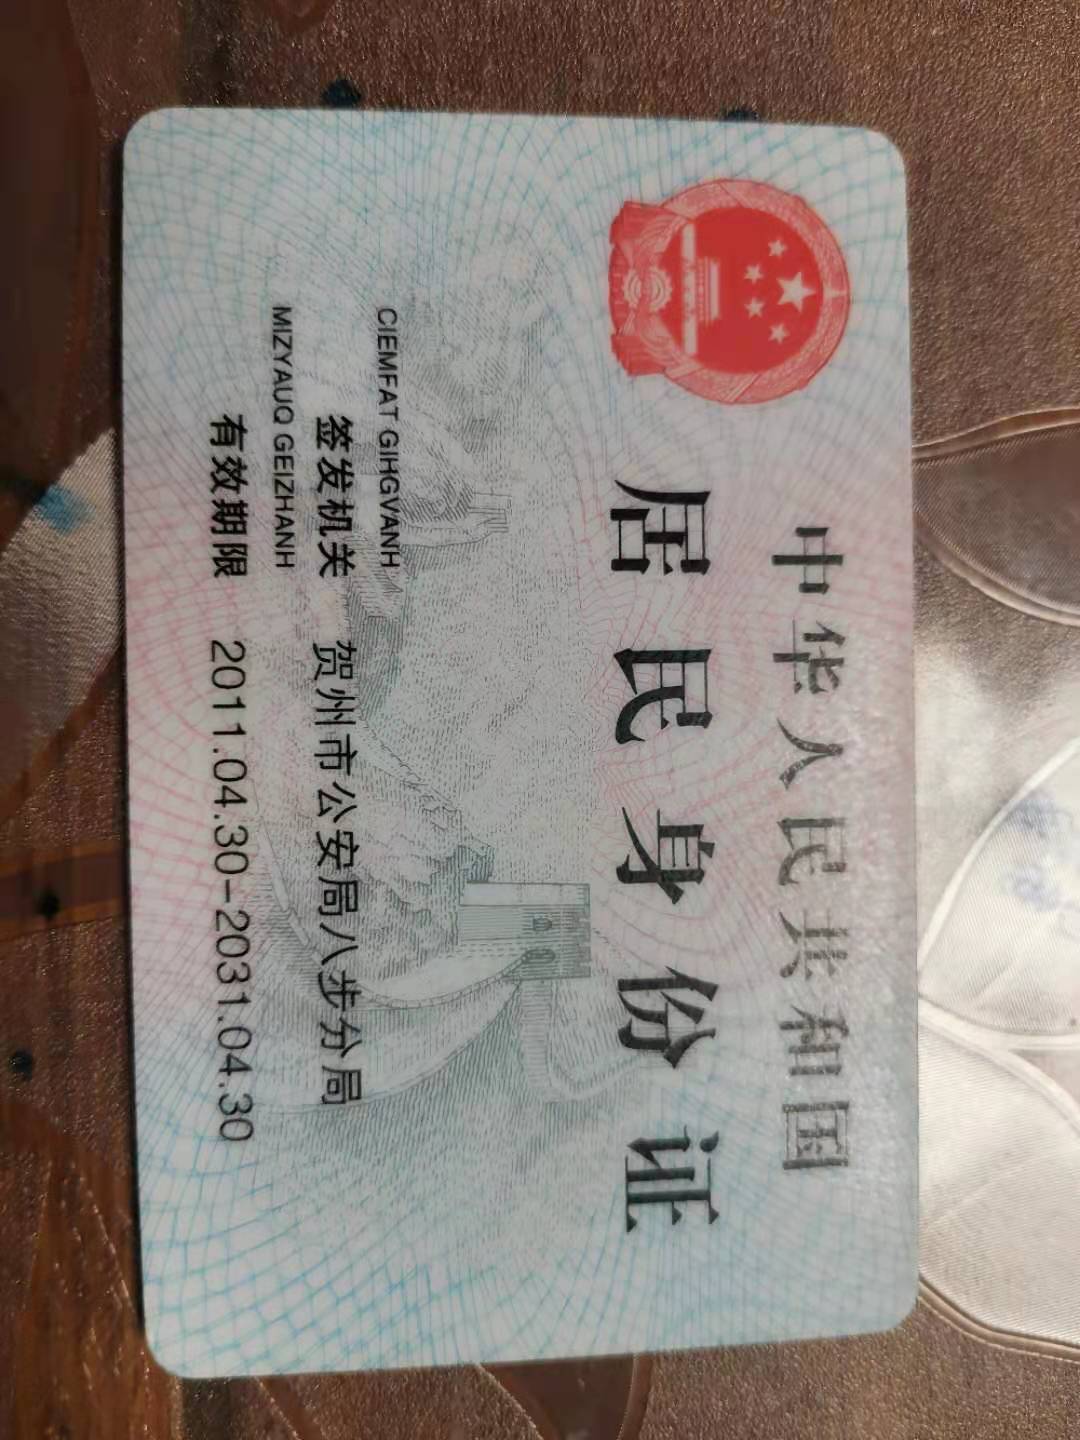 中华人民共和国
居民身份证
CIEMFAT GIHGVANH
签发机关 贺州市公安局八步分局
MIZYAUQ GEIZHANH
有效期限 2011.04.30-2031.04.30